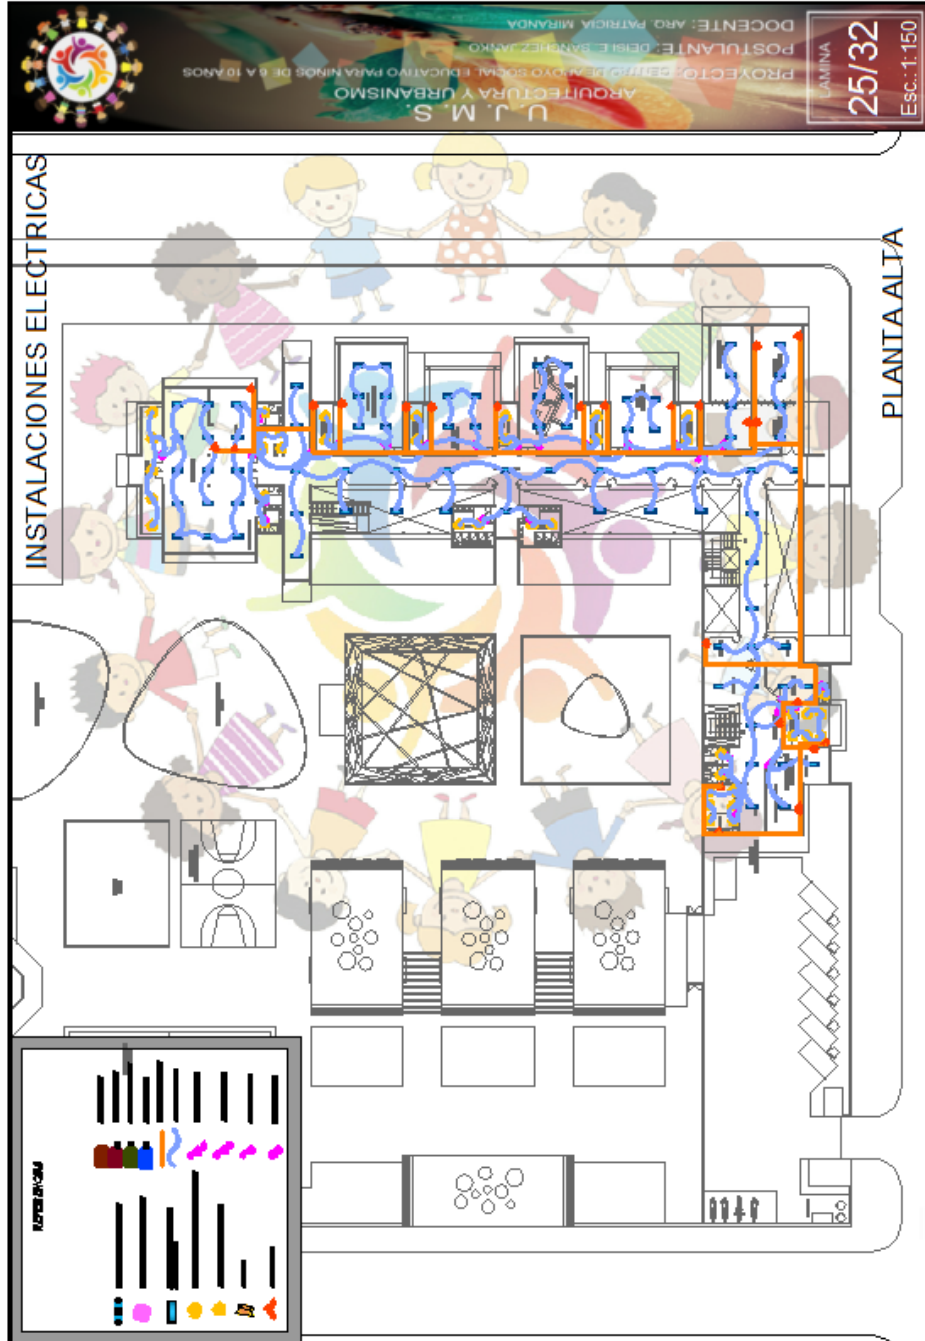 U.J.M.S.
ARQUITECTURA Y URBANISMO
PROYECTO: CENTRO DE APOYO SOCIAL EDUCATIVO PARA NIÑOS DE 6 A 10 AÑOS
POSTULANTE: DEISI E. SANCHEZ JANKO
DOCENTE: ARQ. PATRICIA MIRANDA
LAMINA
25/32
Esc.:1:150
INSTALACIONES ELECTRICAS
PLANTA ALTA